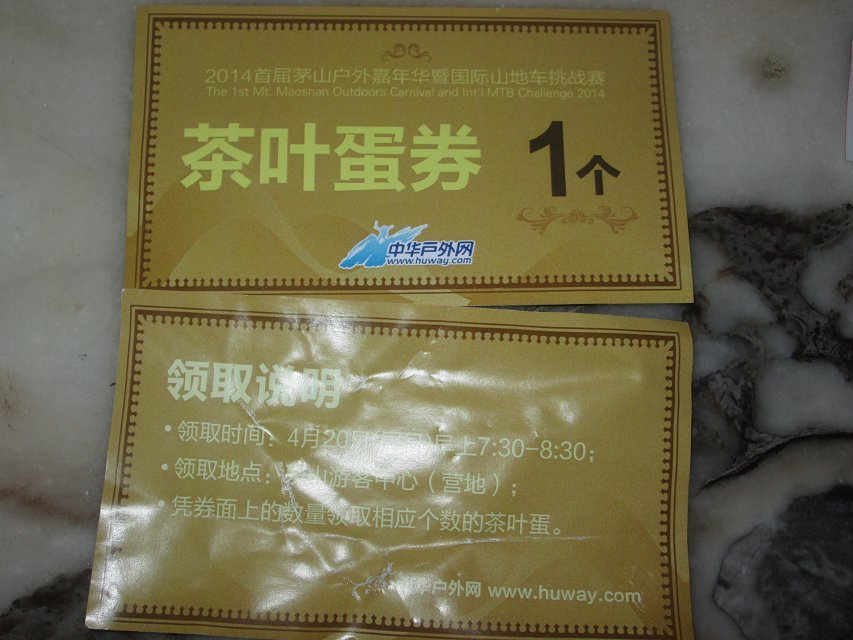 2014首届茅山户外嘉年华暨国际山地车挑战赛
The 1st Mt. Maoshan Outdoors Carnival and Int'l MTB Challenge 2014
茶叶蛋券 1个
中华户外网
www.huway.com
领取说明
• 领取时间：4月20日 早上7:30-8:30；
• 领取地点： 山游客中心（营地）；
• 凭券面上的数量领取相应个数的茶叶蛋。
华户外网 www.huway.com